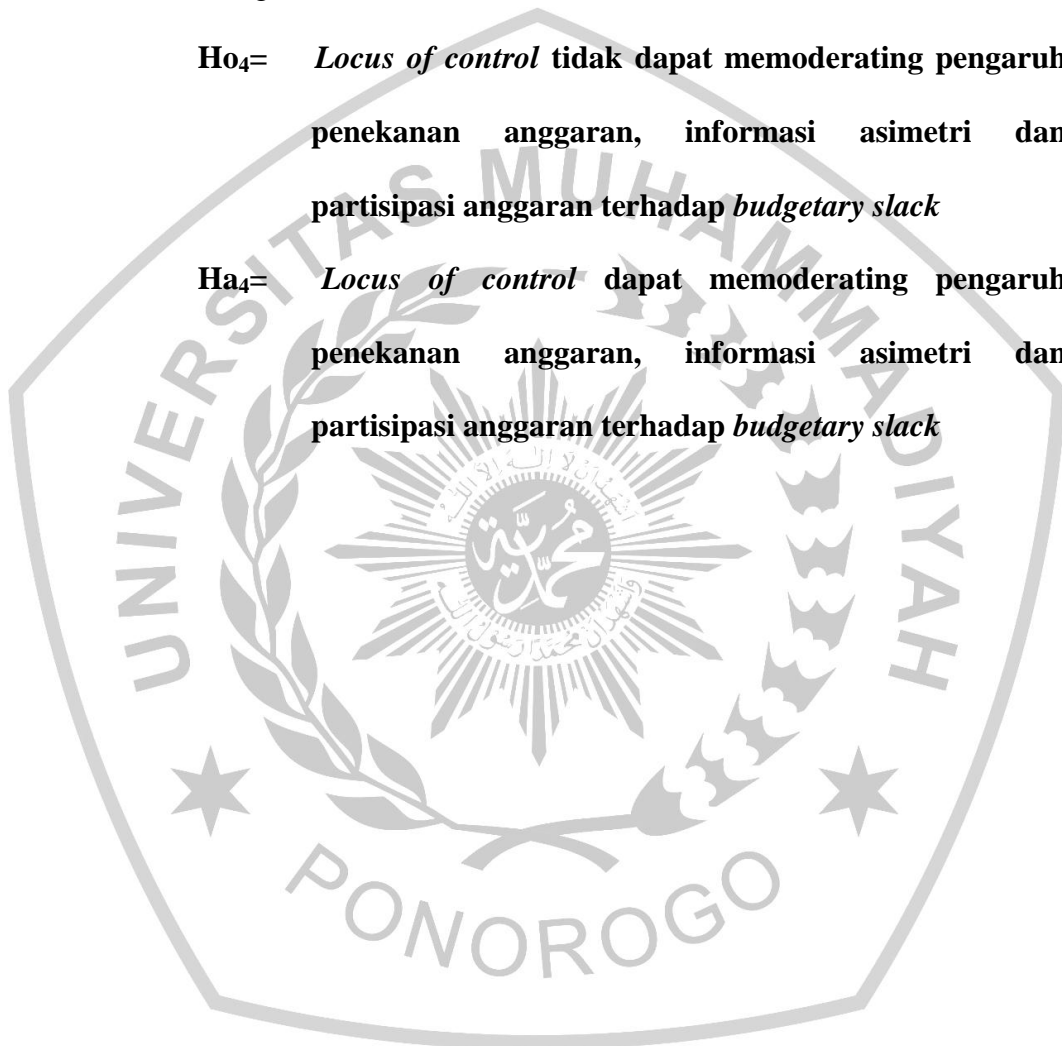 Ho4= Locus of control tidak dapat memoderating pengaruh
penekanan anggaran, informasi asimetri dan
partisipasi anggaran terhadap budgetary slack
Ha4= Locus of control dapat memoderating pengaruh
penekanan anggaran, informasi asimetri dan
partisipasi anggaran terhadap budgetary slack
UNIVERSITAS MUHAMMADIYAH
PONOROGO